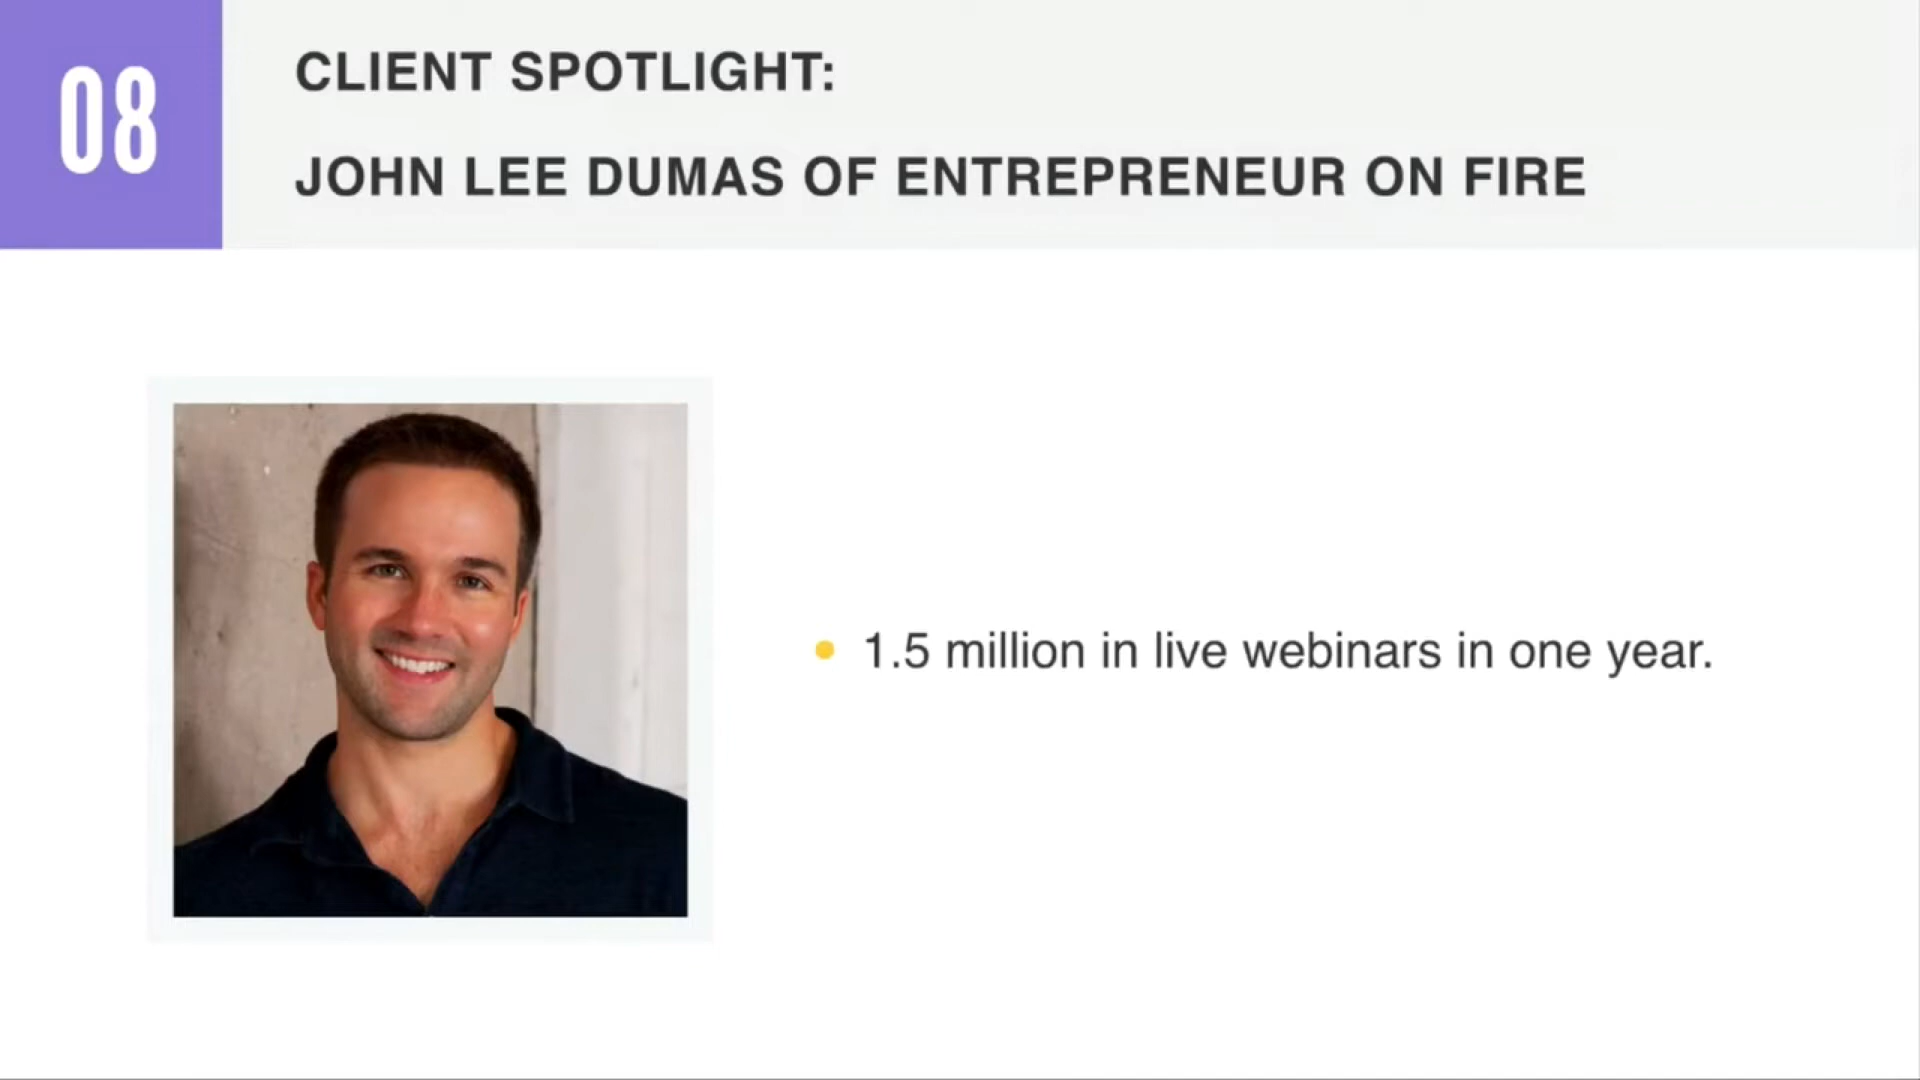 08
CLIENT SPOTLIGHT:
JOHN LEE DUMAS OF ENTREPRENEUR ON FIRE
1.5 million in live webinars in one year.